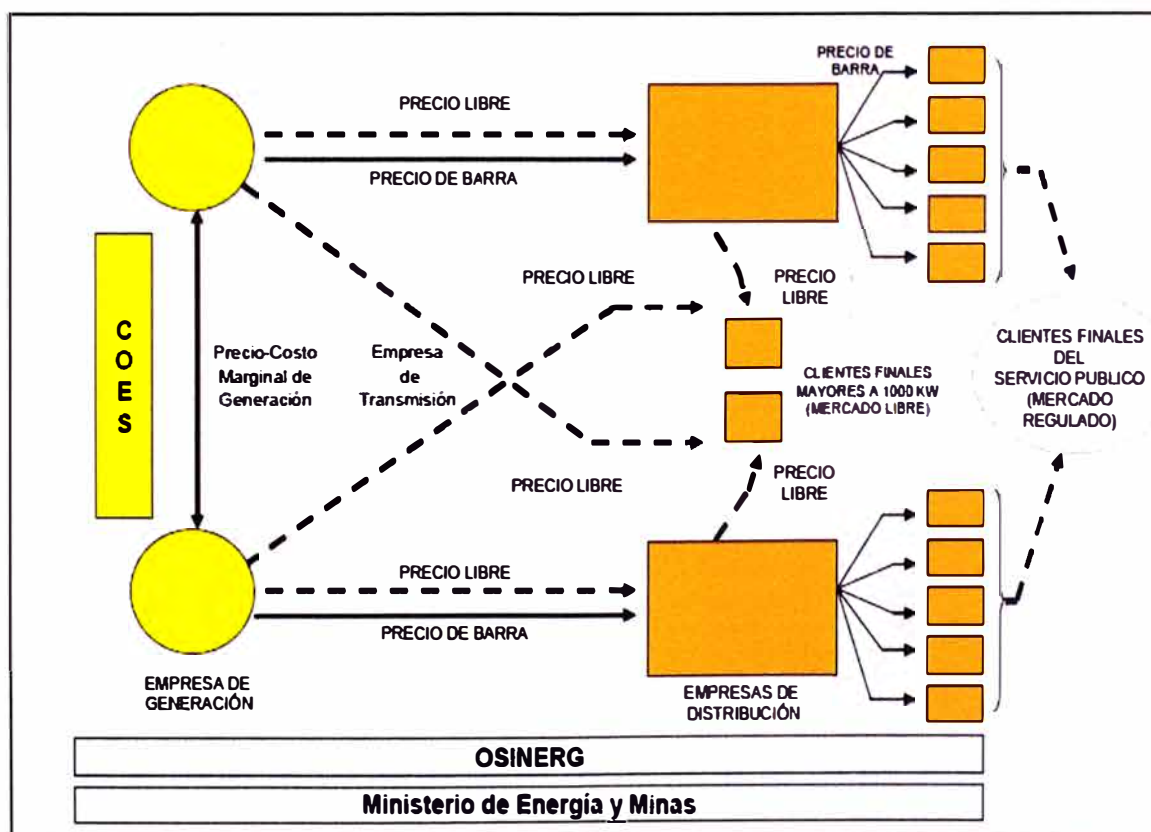 PRECIO DE
BARRA
PRECIO LIBRE
PRECIO DE BARRA
PRECIO LIBRE
PRECIO
LIBRE
C
O
E
S
Precio-Costo
Marginal de
Generación
Empresa
de
Transmisión
CLIENTES FINALES
MAYORES A 1000 KW
(MERCADO LIBRE)
CLIENTES FINALES
DEL
SERVICIO PUBLICO
(MERCADO
REGULADO)
PRECIO LIBRE
PRECIO
LIBRE
PRECIO LIBRE
PRECIO DE BARRA
EMPRESA DE
GENERACIÓN
EMPRESAS DE
DISTRIBUCIÓN
OSINERG
Ministerio de Energía y Minas